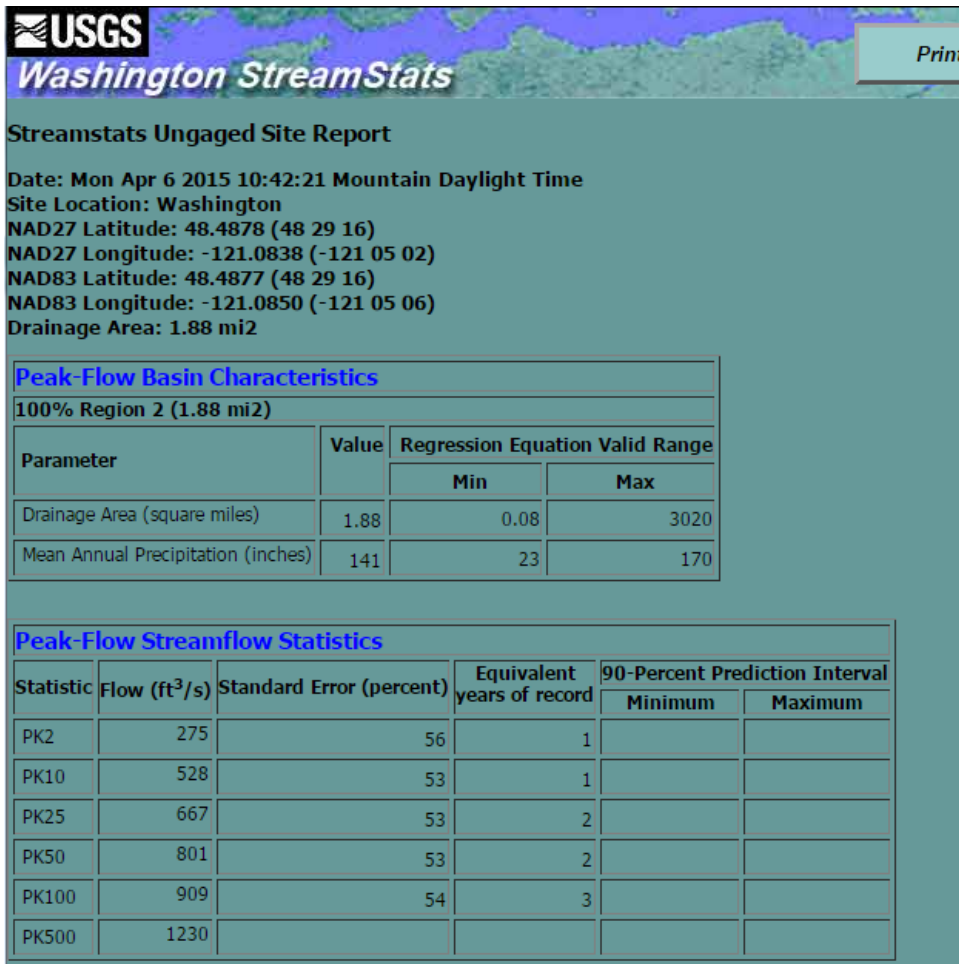 USGS
Washington StreamStats
Print
Streamstats Ungaged Site Report
Date: Mon Apr 6 2015 10:42:21 Mountain Daylight Time
Site Location: Washington
NAD27 Latitude: 48.4878 (48 29 16)
NAD27 Longitude: -121.0838 (-121 05 02)
NAD83 Latitude: 48.4877 (48 29 16)
NAD83 Longitude: -121.0850 (-121 05 06)
Drainage Area: 1.88 mi2
Peak-Flow Basin Characteristics
100% Region 2 (1.88 mi2)
Parameter Value Regression Equation Valid Range
Min Max
Drainage Area (square miles) 1.88 0.08 3020
Mean Annual Precipitation (inches) 141 23 170
Peak-Flow Streamflow Statistics
Statistic Flow (ft³/s) Standard Error (percent) Equivalent years of record 90-Percent Prediction Interval
Minimum Maximum
PK2 275 56 1
PK10 528 53 1
PK25 667 53 2
PK50 801 53 2
PK100 909 54 3
PK500 1230